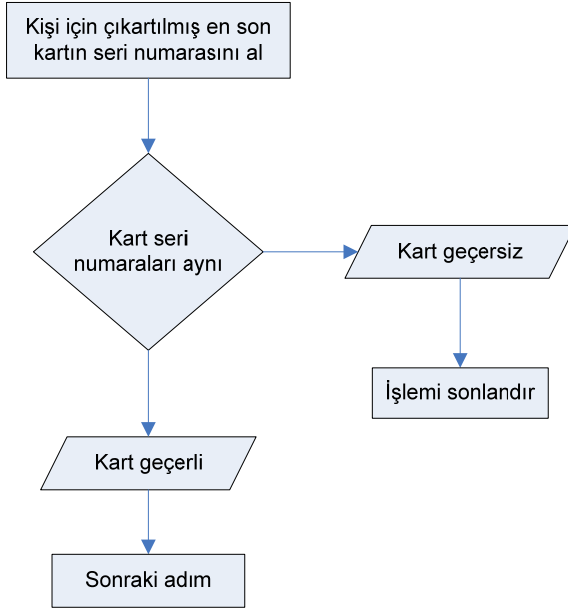 Kişi için çıkartılmış en son
kartın seri numarasını al
Kart seri
numaraları aynı
Kart geçersiz
İşlemi sonlandır
Kart geçerli
Sonraki adım